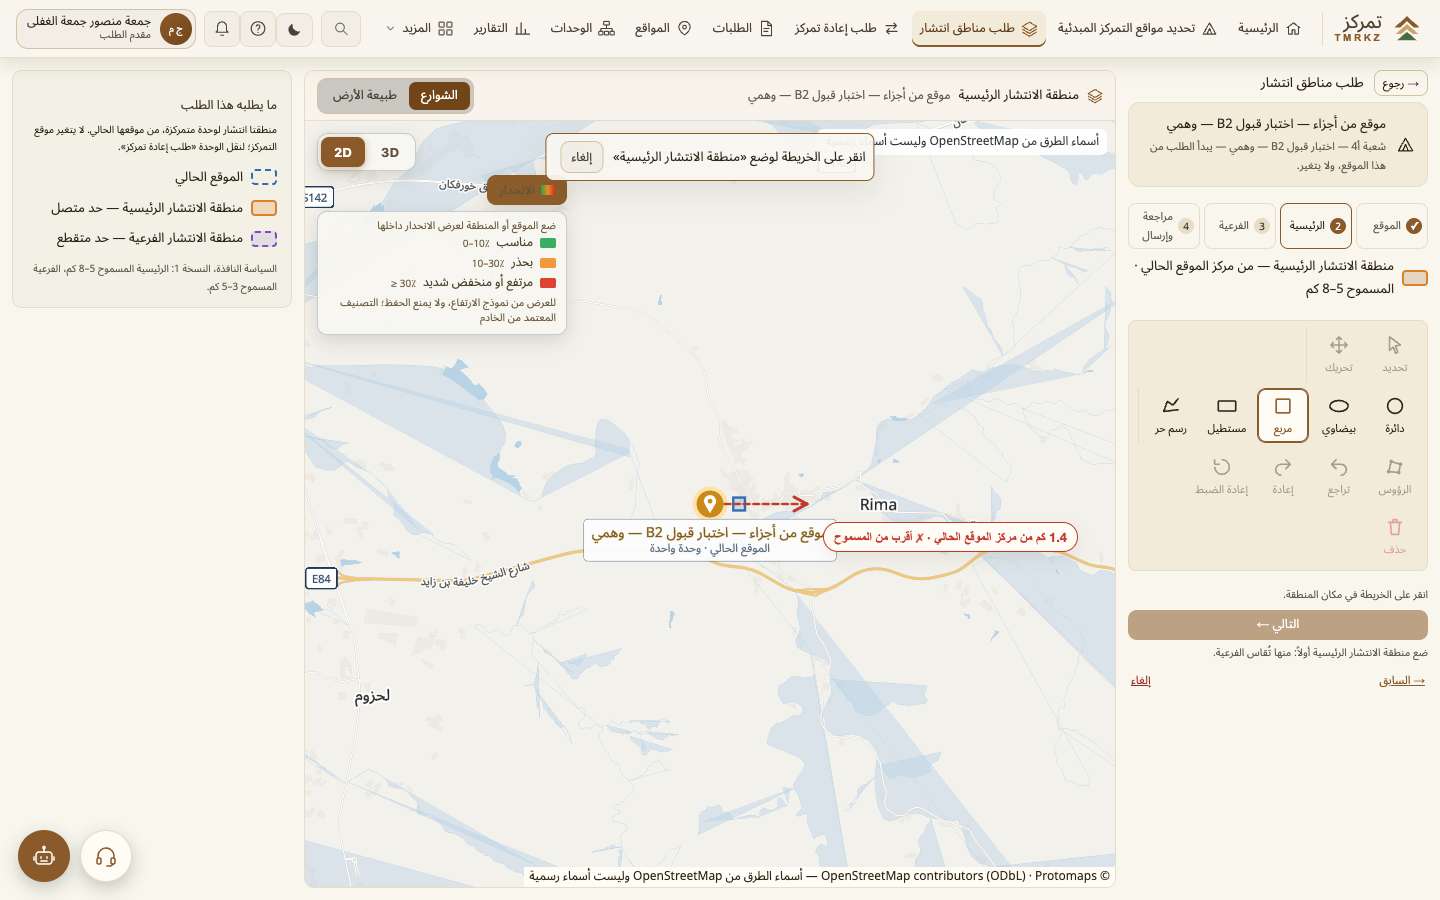 تمركز
TMRKZ
الرئيسية
تحديد مواقع التمركز المبدئية
طلب مناطق انتشار
طلب إعادة تمركز
الطلبات
المواقع
الوحدات
التقارير
المزيد
جمعة منصور جمعة الغفلي
مقدم الطلب
ج م
→ رجوع
طلب مناطق انتشار
موقع من أجزاء — اختبار قبول B2 — وهمي
شعبة 4أ — اختبار قبول B2 — وهمي — يبدأ الطلب من
هذا الموقع، ولا يتغير.
الموقع
2 الرئيسية
3 الفرعية
4 مراجعة
وإرسال
منطقة الانتشار الرئيسية — من مركز الموقع الحالي ·
المسموح 5–8 كم
تحديد
تحريك
دائرة
بيضاوي
مربع
مستطيل
رسم حر
الرؤوس
تراجع
إعادة
إعادة الضبط
حذف
انقر على الخريطة في مكان المنطقة.
التالي ←
ضع منطقة الانتشار الرئيسية أولاً؛ منها تُقاس الفرعية.
→ السابق
إلغاء
منطقة الانتشار الرئيسية موقع من أجزاء — اختبار قبول B2 — وهمي
الشوارع
طبيعة الأرض
أسماء الطرق من OpenStreetMap وليست أسماء رسمية
انقر على الخريطة لوضع «منطقة الانتشار الرئيسية»
إلغاء
2D
3D
خورفكان
S142
الانحدار
ضع الموقع أو المنطقة لعرض الانحدار داخلها
مناسب 0–10٪
بحذر 10–30٪
مرتفع أو منخفض شديد ≥ 30٪
للعرض من نموذج الارتفاع، ولا يمنع الحفظ؛ التصنيف
المعتمد من الخادم
Rima
موقع من أجزاء — اختبار قبول B2 — وهمي
الموقع الحالي · وحدة واحدة
1.4 كم من مركز الموقع الحالي · ✗ أقرب من المسموح
E84
شارع الشيخ خليفة بن زايد
لحزوم
© OpenStreetMap contributors (ODbL) · Protomaps — أسماء الطرق من OpenStreetMap وليست أسماء رسمية
ما يطلبه هذا الطلب
منطقتا انتشار لوحدة متمركزة، من موقعها الحالي. لا يتغير موقع
التمركز؛ لنقل الوحدة «طلب إعادة تمركز».
الموقع الحالي
منطقة الانتشار الرئيسية — حد متصل
منطقة الانتشار الفرعية — حد متقطع
السياسة النافذة، النسخة 1: الرئيسية المسموح 5–8 كم، الفرعية
المسموح 3–5 كم.